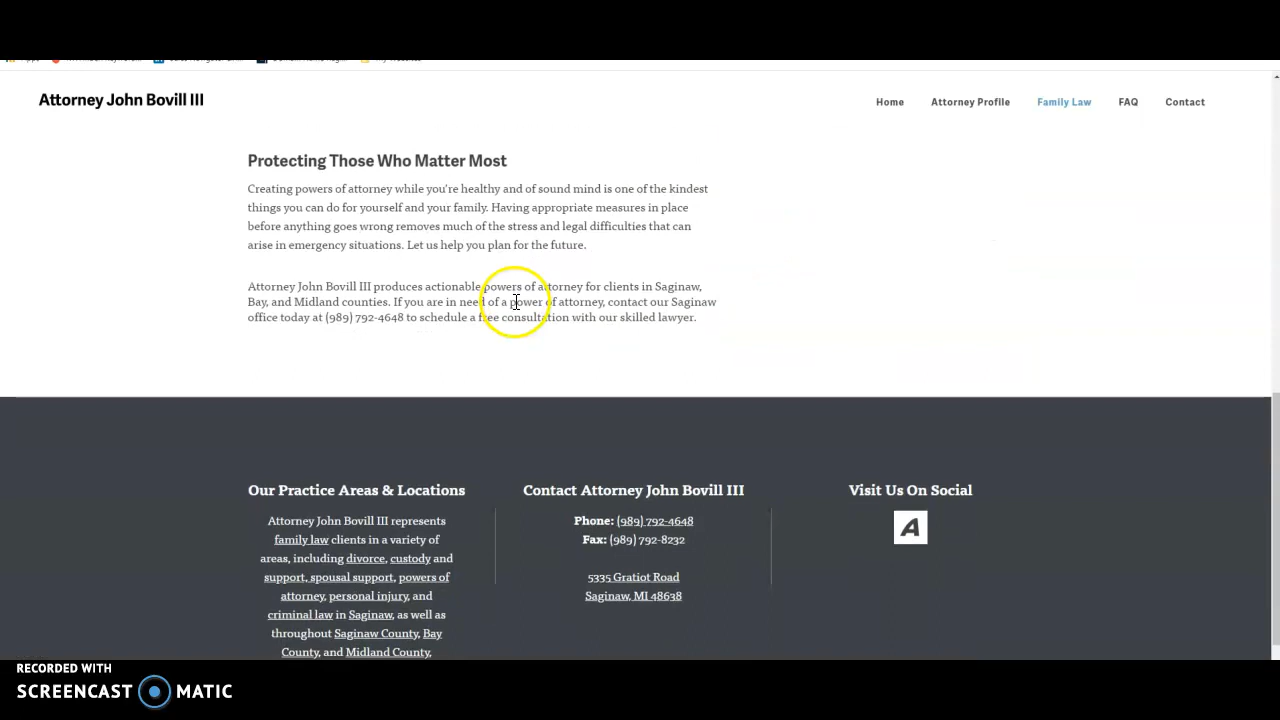 Attorney John Bovill III
Home
Attorney Profile
Family Law
FAQ
Contact
Protecting Those Who Matter Most
Creating powers of attorney while you're healthy and of sound mind is one of the kindest
things you can do for yourself and your family. Having appropriate measures in place
before anything goes wrong removes much of the stress and legal difficulties that can
arise in emergency situations. Let us help you plan for the future.
Attorney John Bovill III produces actionable powers of attorney for clients in Saginaw,
Bay, and Midland counties. If you are in need of a power of attorney, contact our Saginaw
office today at (989) 792-4648 to schedule a free consultation with our skilled lawyer.
Our Practice Areas & Locations
Attorney John Bovill III represents
family law clients in a variety of
areas, including divorce, custody and
support, spousal support, powers of
attorney, personal injury, and
criminal law in Saginaw, as well as
throughout Saginaw County, Bay
County, and Midland County,
Contact Attorney John Bovill III
Phone: (989) 792-4648
Fax: (989) 792-8232
5335 Gratiot Road
Saginaw, MI 48638
Visit Us On Social
A
RECORDED WITH
SCREENCAST MATIC